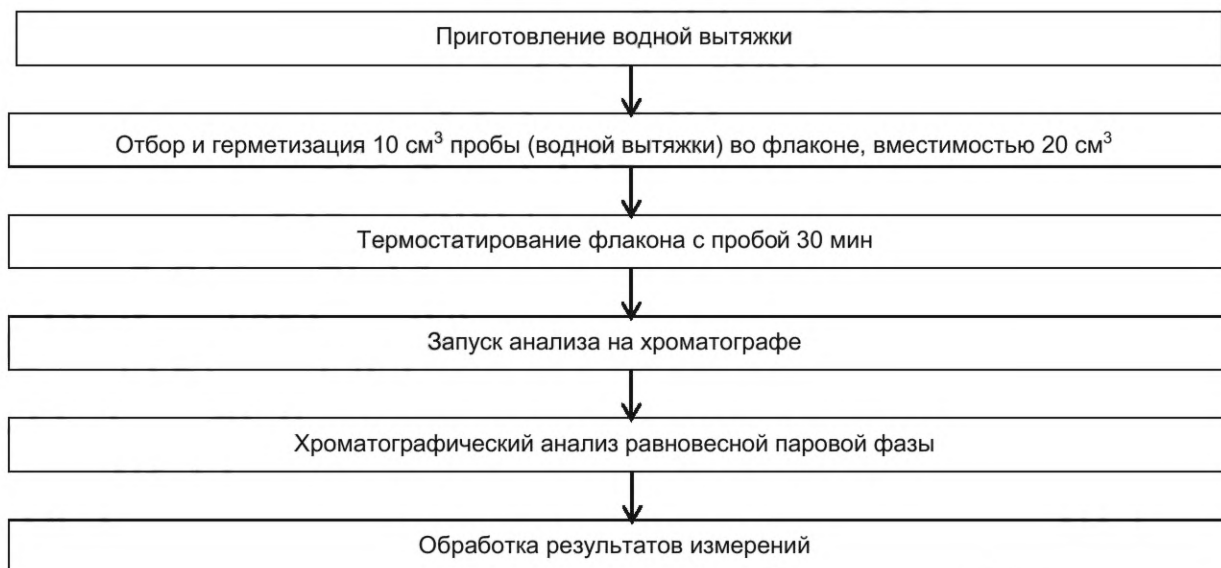 Приготовление водной вытяжки
Отбор и герметизация 10 см³ пробы (водной вытяжки) во флаконе, вместимостью 20 см³
Термостатирование флакона с пробой 30 мин
Запуск анализа на хроматографе
Хроматографический анализ равновесной паровой фазы
Обработка результатов измерений